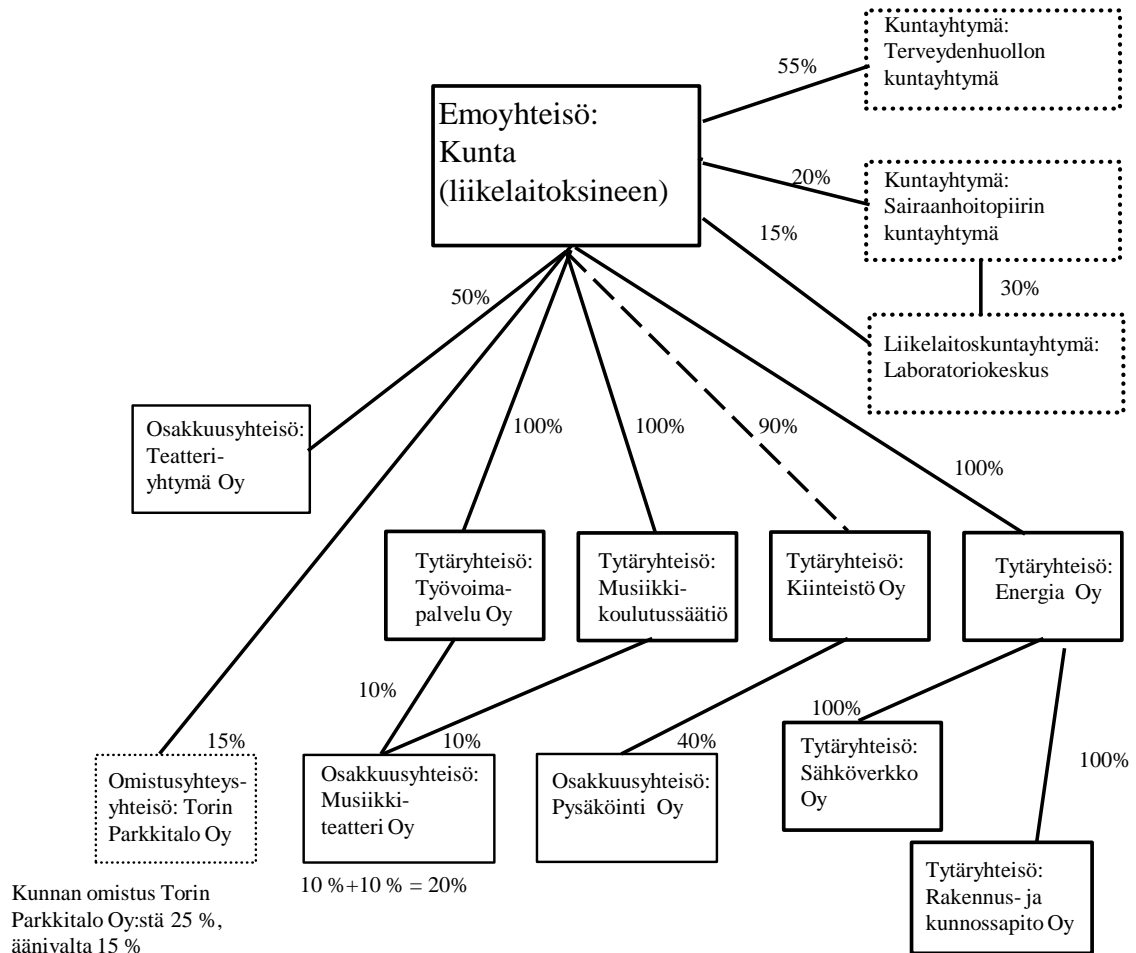 Kuntayhtymä:
Terveydenhuollon
kuntayhtymä
55%
Emoyhteisö:
Kunta
(liikelaitoksineen)
20%
Kuntayhtymä:
Sairaanhoitopiirin
kuntayhtymä
15%
30%
50%
Liikelaitoskuntayhtymä:
Laboratoriokeskus
Osakkuusyhteisö:
Teatteri-
yhtymä Oy
100%
100%
90%
100%
Tytäryhteisö:
Työvoima-
palvelu Oy
Tytäryhteisö:
Musiikki-
koulutussäätiö
Tytäryhteisö:
Kiinteistö Oy
Tytäryhteisö:
Energia Oy
10%
15%
10%
40%
100%
100%
Omistusyhteys-
yhteisö: Torin
Parkkitalo Oy
Osakkuusyhteisö:
Musiikki-
teatteri Oy
Osakkuusyhteisö:
Pysäköinti Oy
Tytäryhteisö:
Sähköverkko
Oy
Kunnan omistus Torin
Parkkitalo Oy:stä 25 %,
äänivalta 15 %
10 %+10 % = 20%
Tytäryhteisö:
Rakennus- ja
kunnossapito Oy